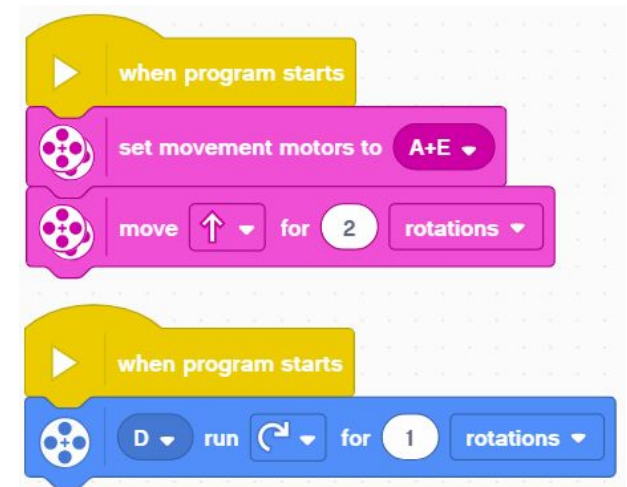 when program starts
set movement motors to A+E
move for 2 rotations
when program starts
D run for 1 rotations